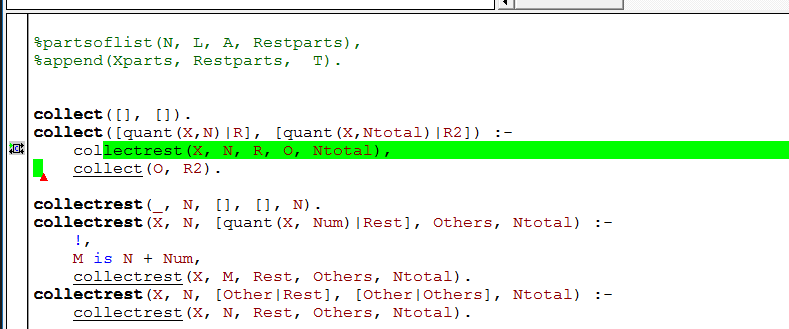 %partsoflist(N, L, A, Restparts),
%append(Xparts, Restparts,  T).
collect([], []).
collect([quant(X,N)|R], [quant(X,Ntotal)|R2]) :-
    collectrest(X, N, R, O, Ntotal),
    collect(O, R2).
collectrest(_, N, [], [], N).
collectrest(X, N, [quant(X, Num)|Rest], Others, Ntotal) :-
    !,
    M is N + Num,
    collectrest(X, M, Rest, Others, Ntotal).
collectrest(X, N, [Other|Rest], [Other|Others], Ntotal) :-
    collectrest(X, N, Rest, Others, Ntotal).